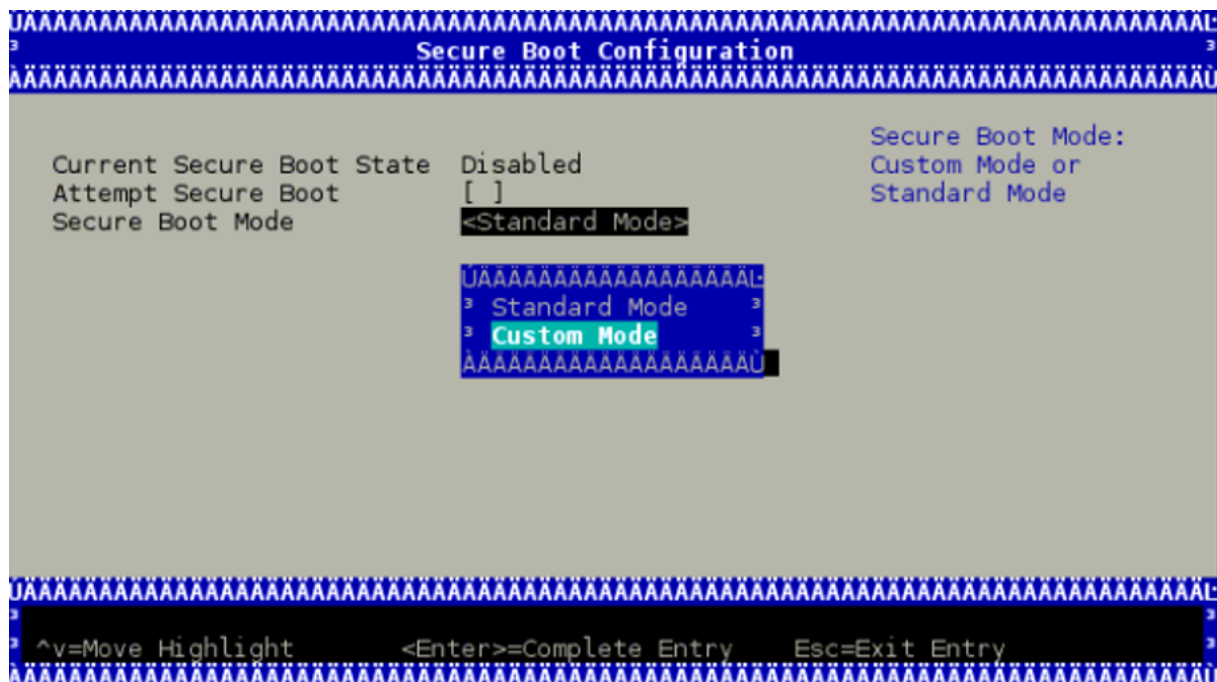 Secure Boot Configuration
Secure Boot Mode:
Current Secure Boot State Disabled Custom Mode or
Attempt Secure Boot [ ] Standard Mode
Secure Boot Mode <Standard Mode>
Standard Mode
Custom Mode
^v=Move Highlight <Enter>=Complete Entry Esc=Exit Entry